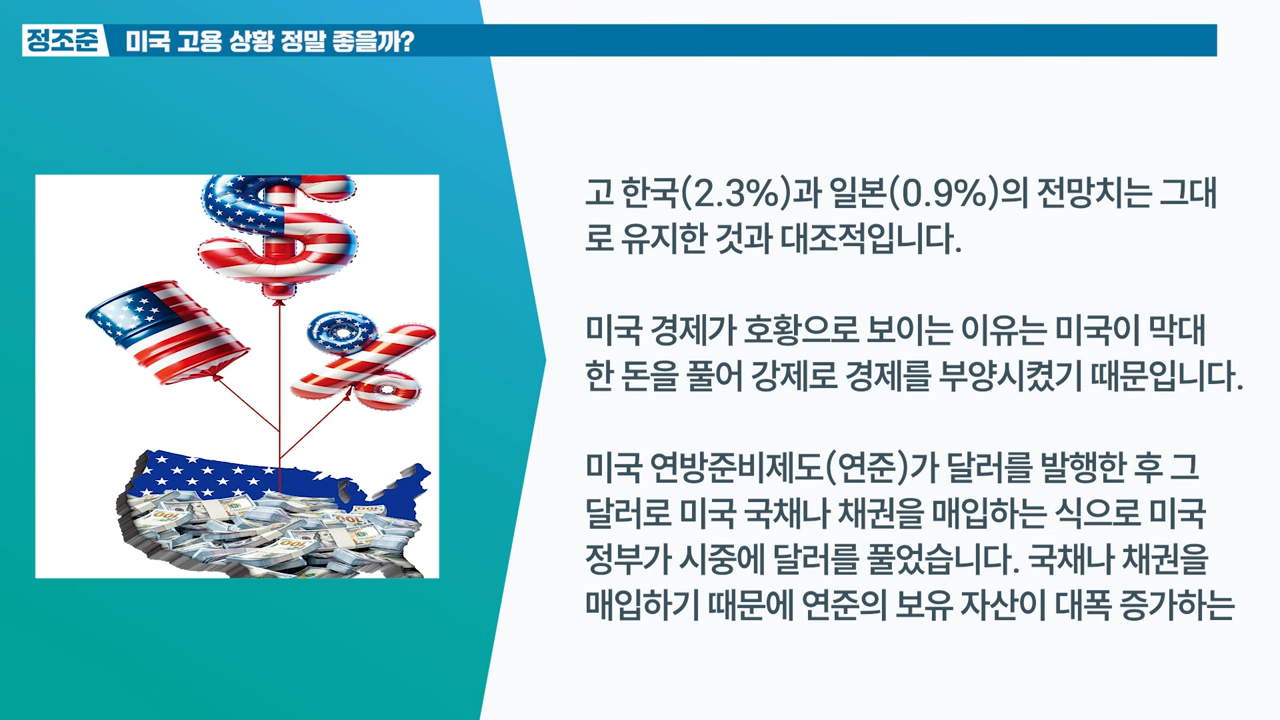 정조준 미국 고용 상황 정말 좋을까?
고 한국(2.3%)과 일본(0.9%)의 전망치는 그대
로 유지한 것과 대조적입니다.
미국 경제가 호황으로 보이는 이유는 미국이 막대
한 돈을 풀어 강제로 경제를 부양시켰기 때문입니다.
미국 연방준비제도(연준)가 달러를 발행한 후 그
달러로 미국 국채나 채권을 매입하는 식으로 미국
정부가 시중에 달러를 풀었습니다. 국채나 채권을
매입하기 때문에 연준의 보유 자산이 대폭 증가하는